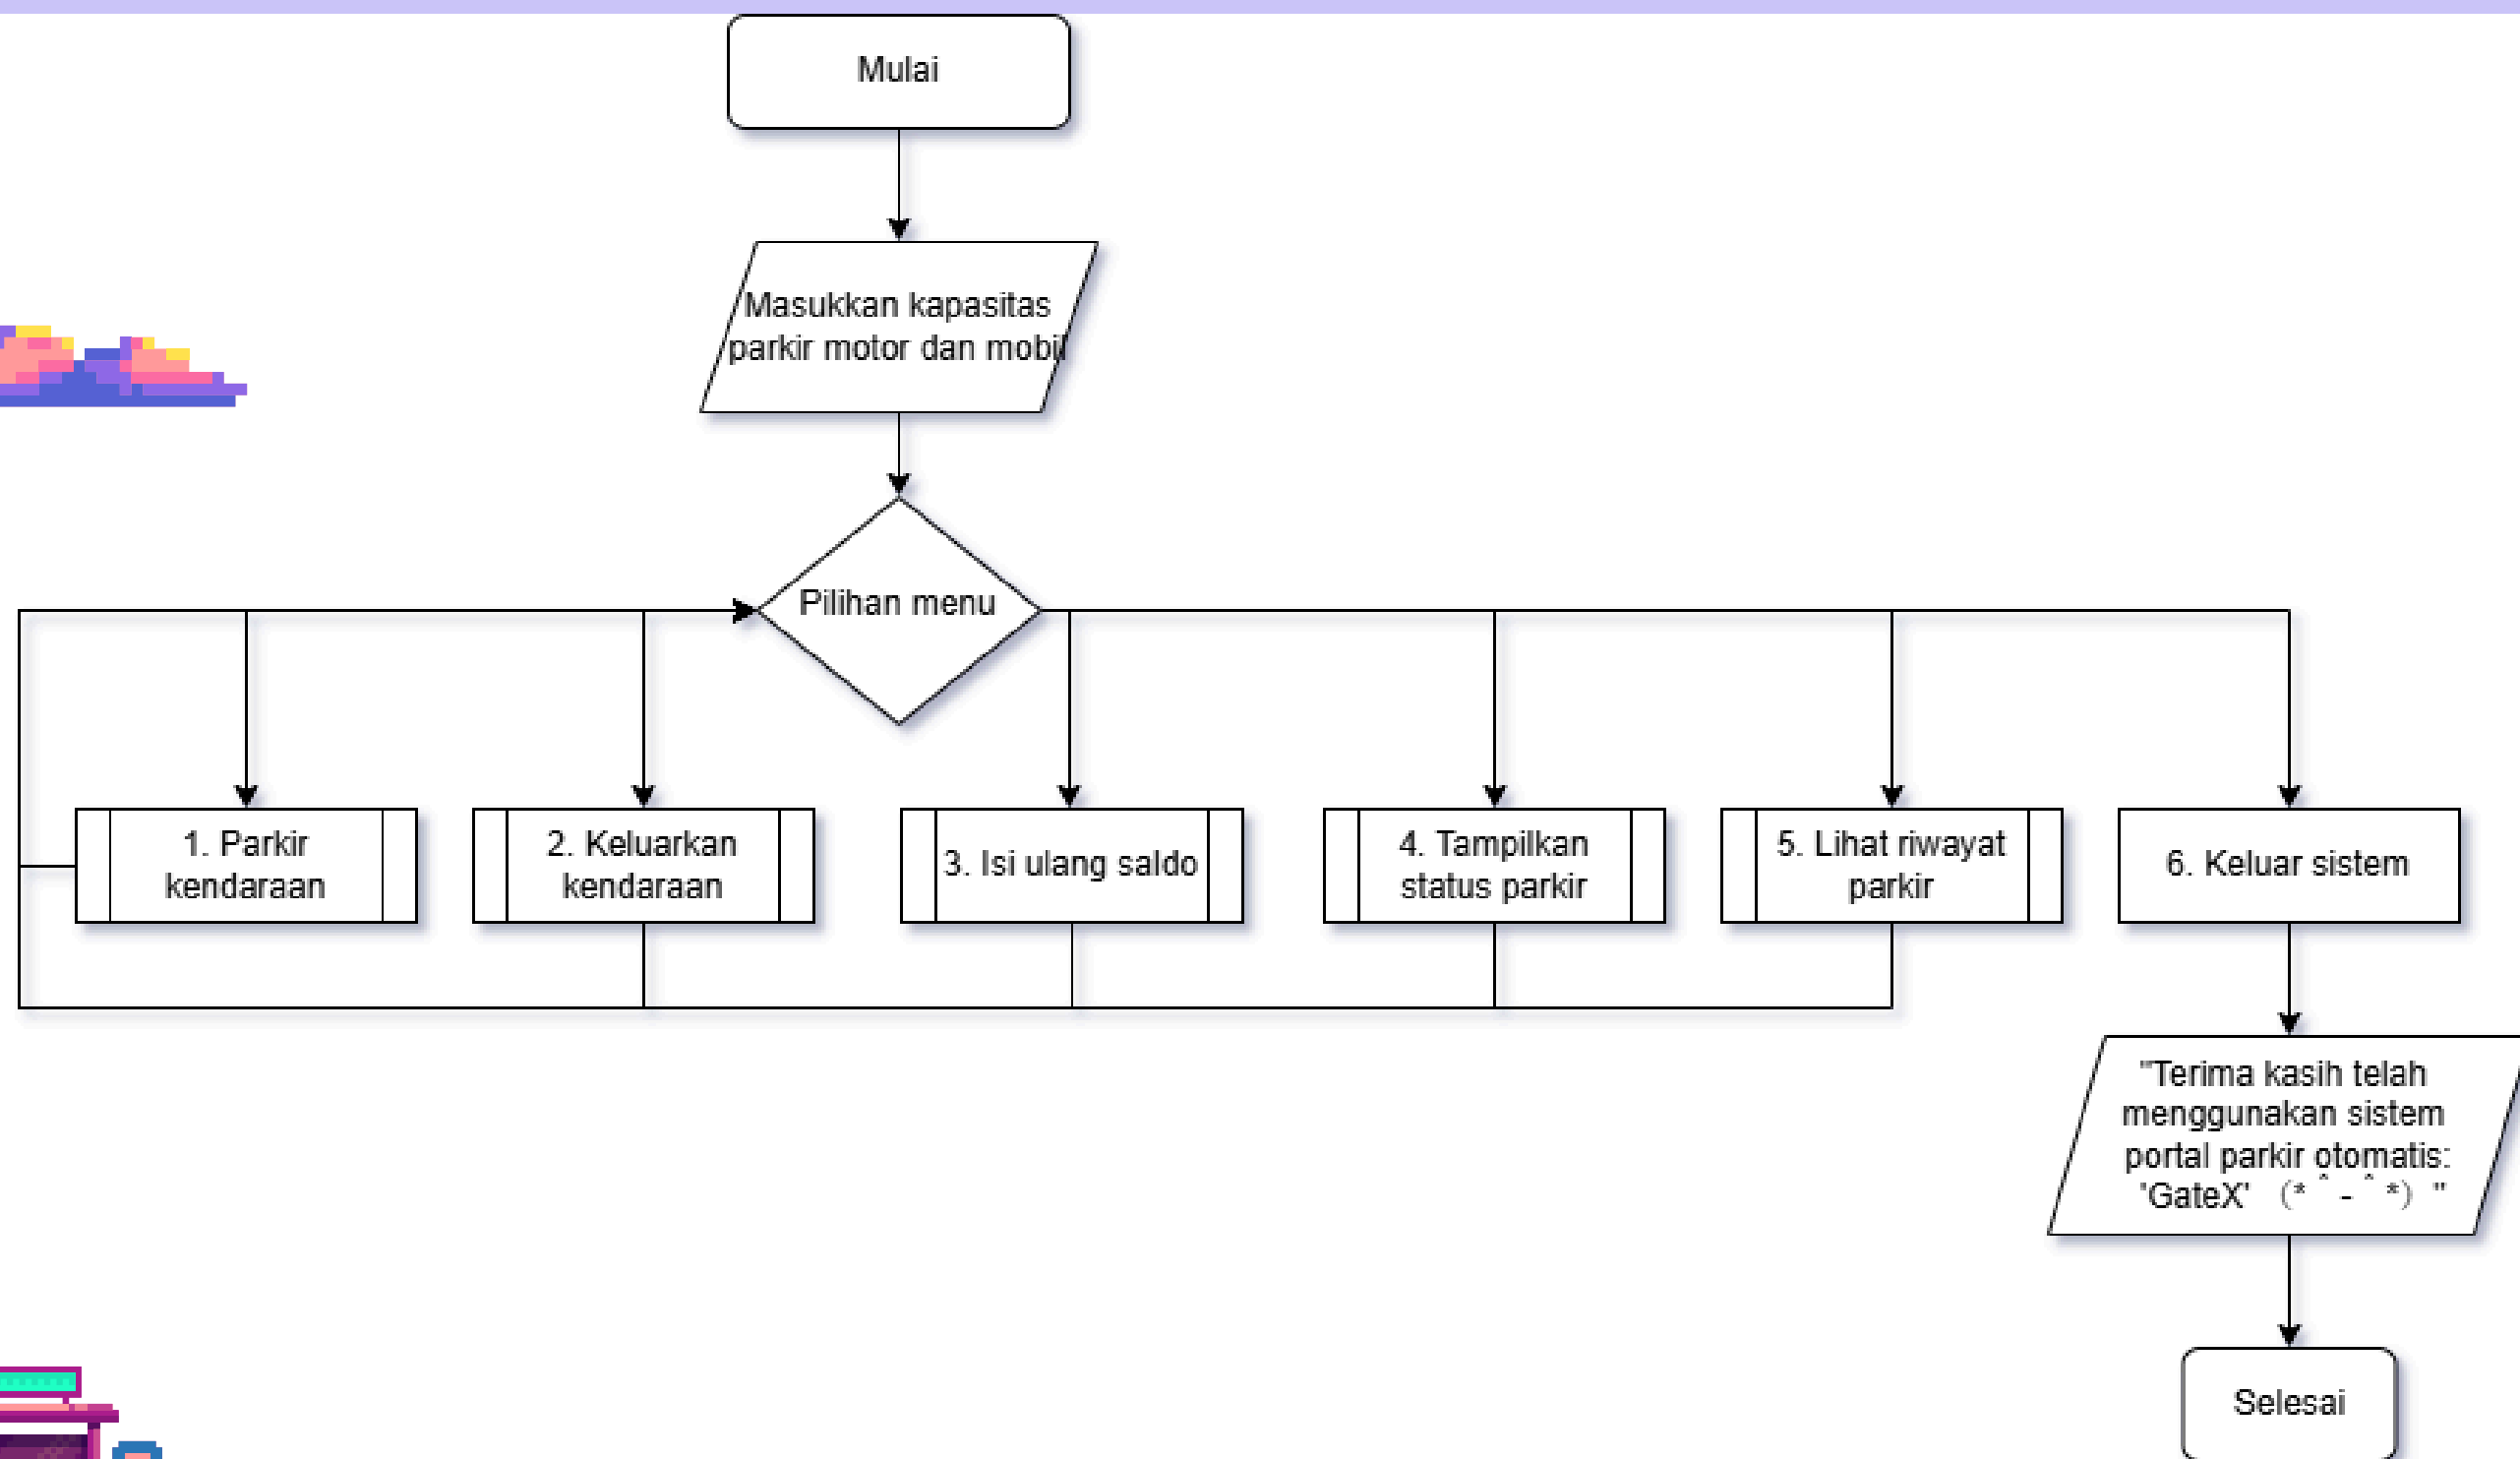 Mulai
Masukkan kapasitas
parkir motor dan mobil
Pilihan menu
1. Parkir
kendaraan
2. Keluarkan
kendaraan
3. Isi ulang saldo
4. Tampilkan
status parkir
5. Lihat riwayat
parkir
6. Keluar sistem
"Terima kasih telah
menggunakan sistem
portal parkir otomatis:
'GateX' (*＾-＾*) "
Selesai